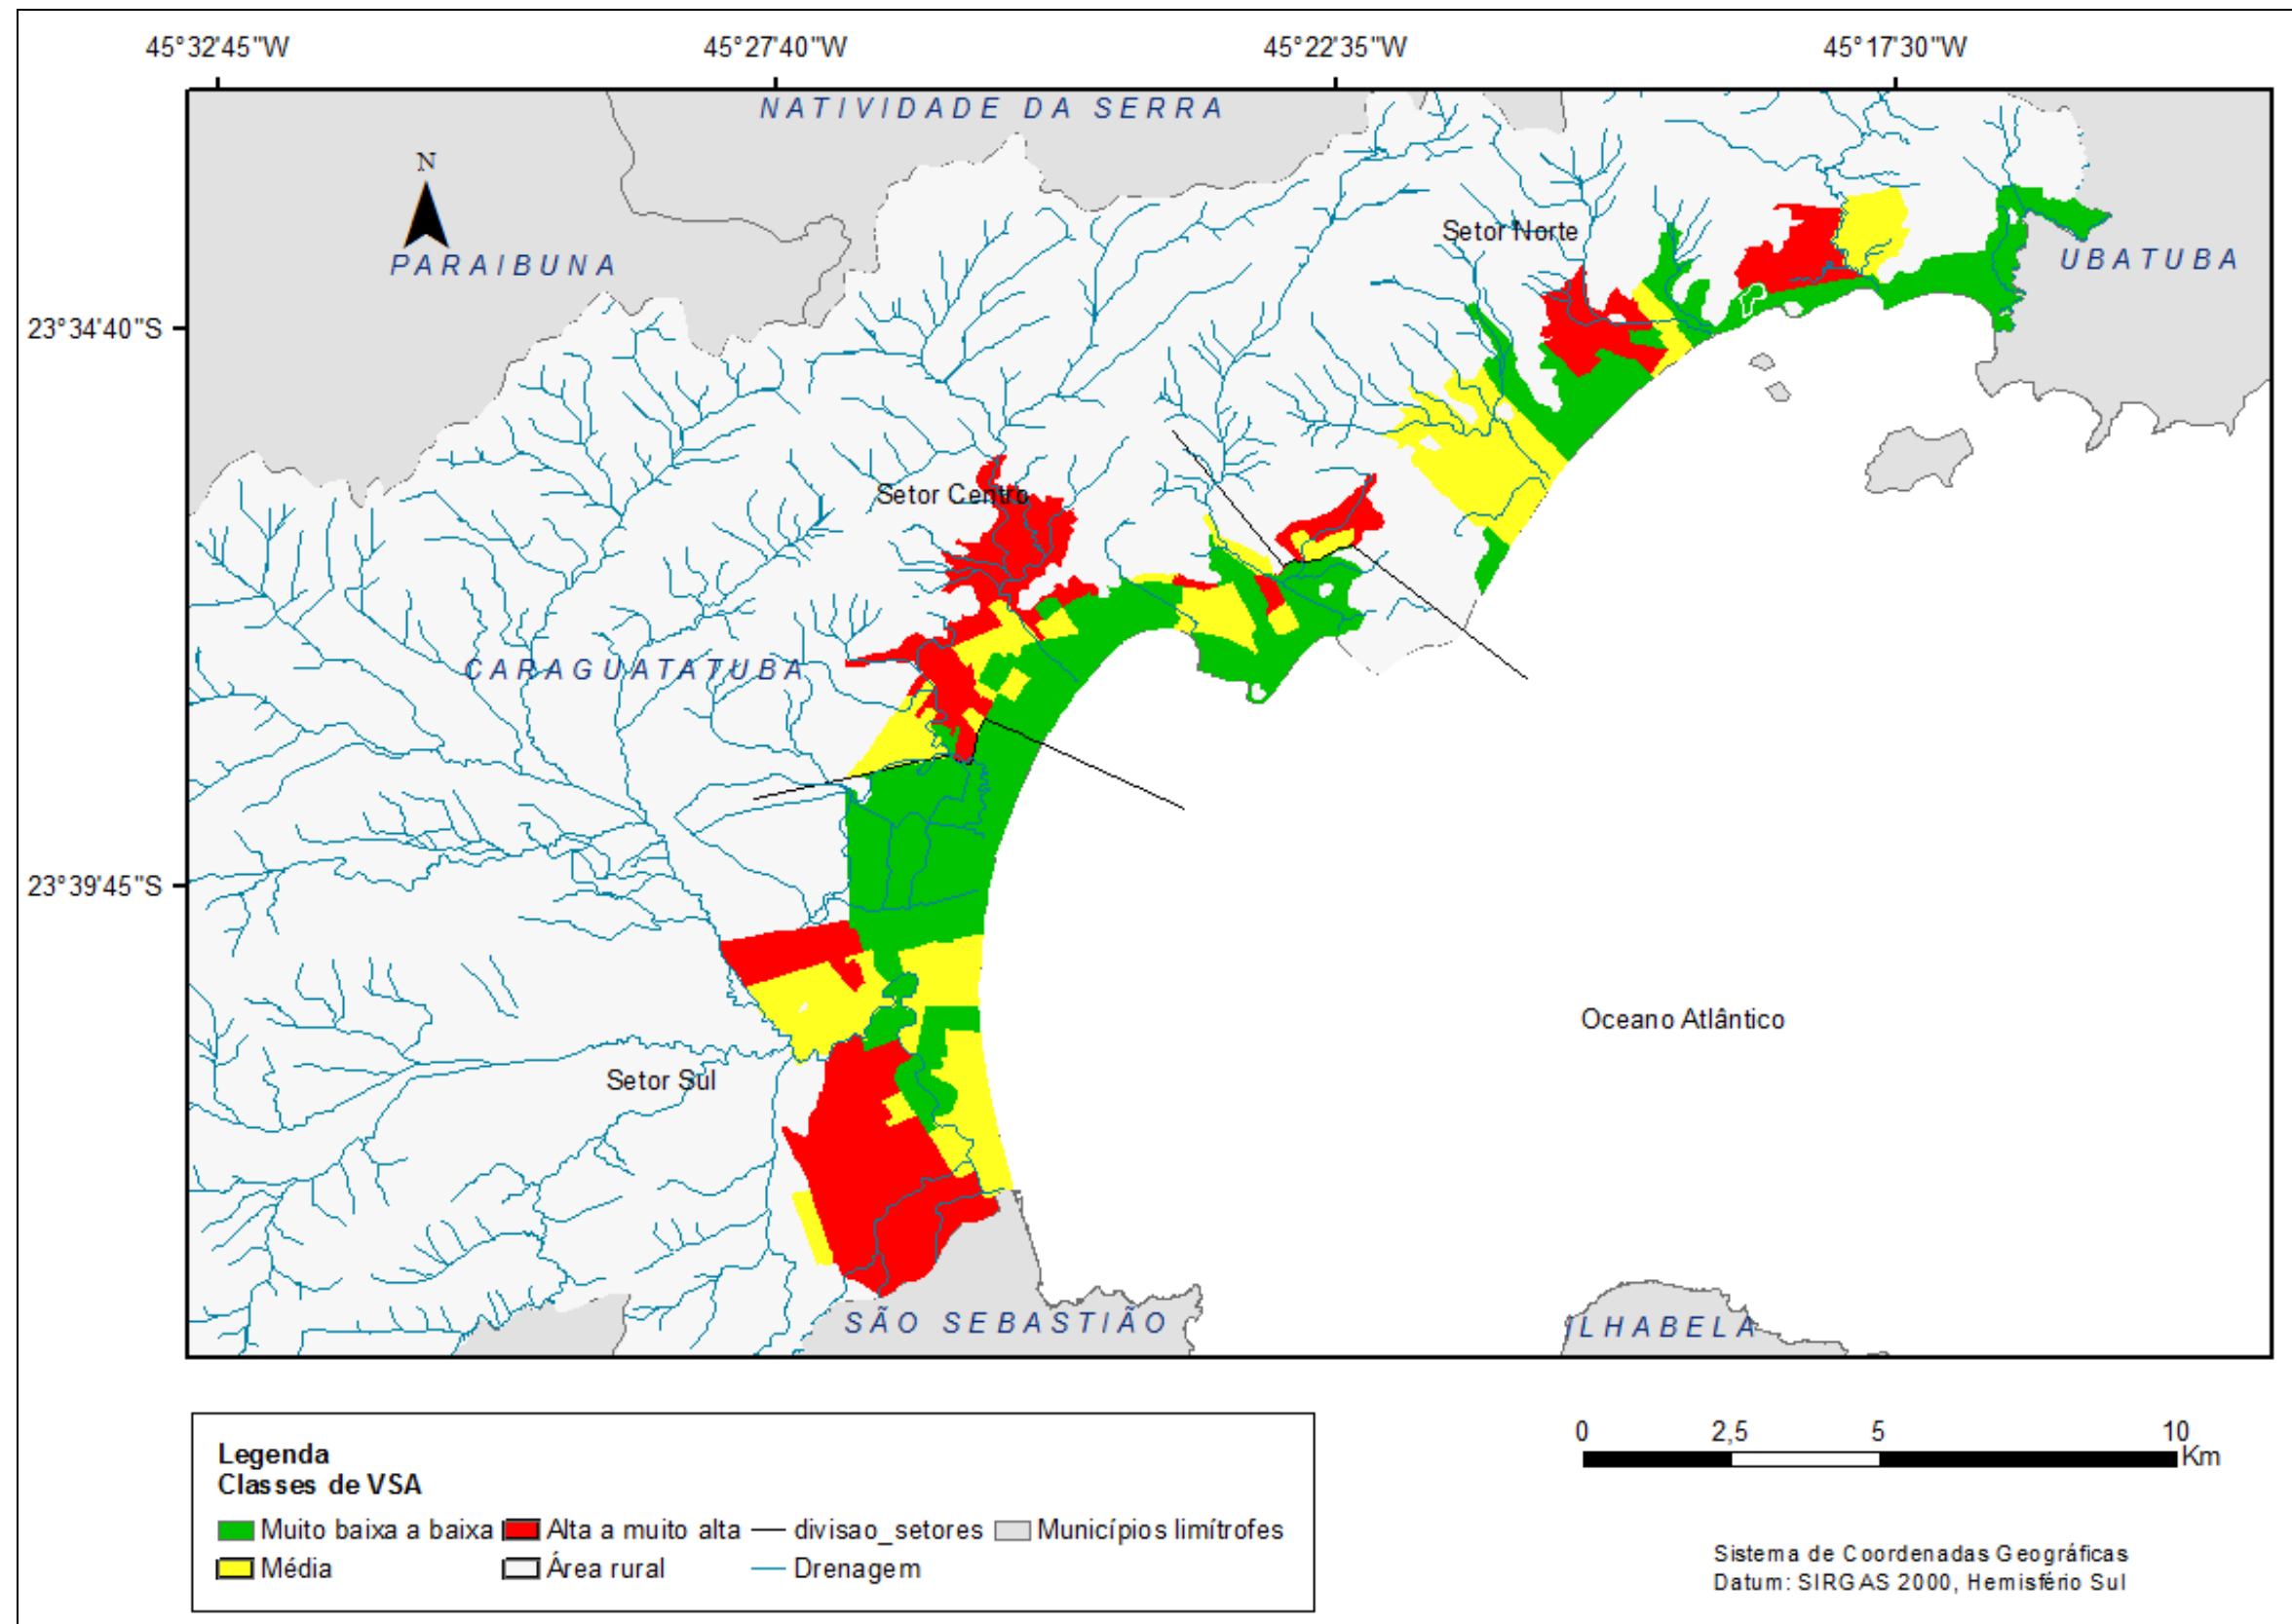 45°32'45"W 45°27'40"W 45°22'35"W 45°17'30"W
NATIVIDADE DA SERRA
N
Setor Norte
PARAIBUNA
UBATUBA
23°34'40"S
Setor Centro
CARAGUATATUBA
23°39'45"S
Oceano Atlântico
Setor Sul
SÃO SEBASTIÃO
ILHABELA
0 2,5 5 10
Km
Legenda
Classes de VSA
Muito baixa a baixa Alta a muito alta divisao_setores Municípios limítrofes
Média Área rural Drenagem
Sistema de Coordenadas Geográficas
Datum: SIRGAS 2000, Hemisfério Sul